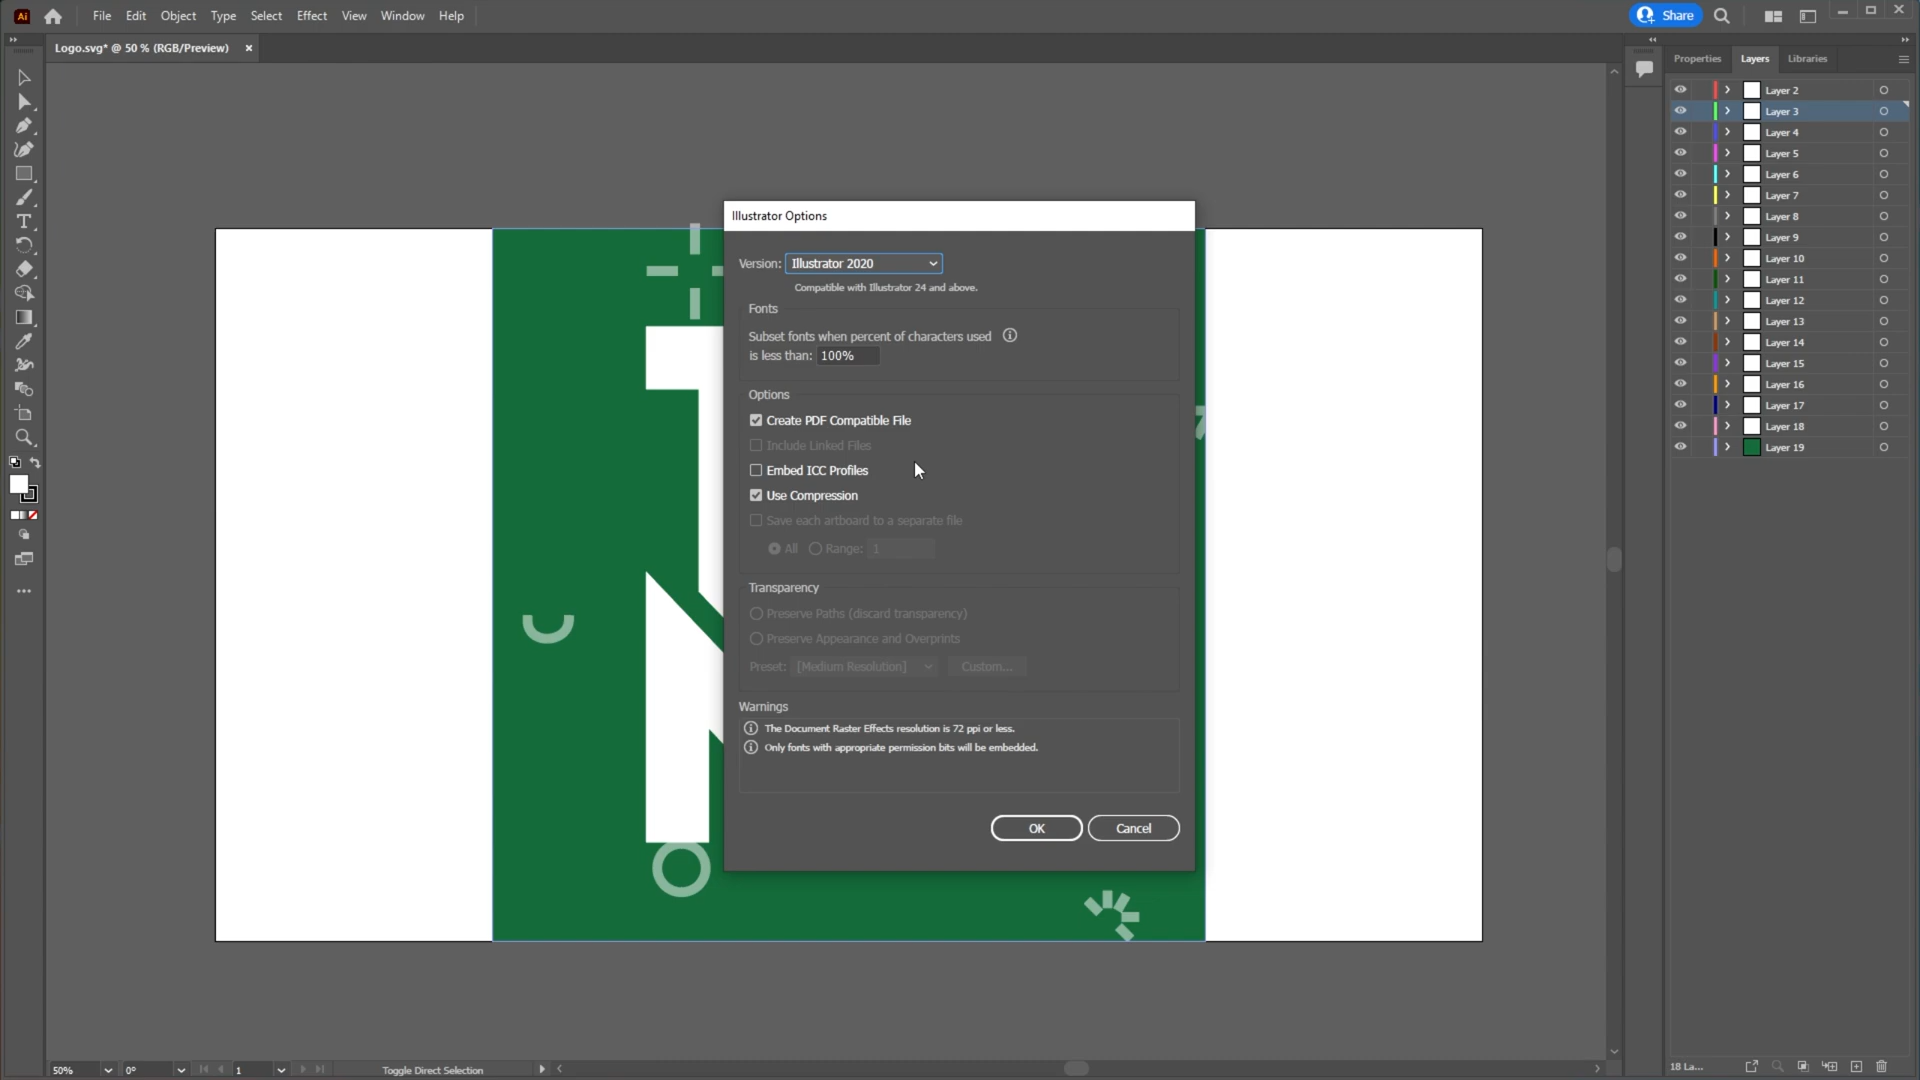 Ai
File Edit Object Type Select Effect View Window Help
Share
Logo.svg* @ 50 % (RGB/Preview) ×
Properties Layers Libraries
Layer 2
Layer 3
Layer 4
Layer 5
Layer 6
Layer 7
Layer 8
Layer 9
Layer 10
Layer 11
Layer 12
Layer 13
Layer 14
Layer 15
Layer 16
Layer 17
Layer 18
Layer 19
Illustrator Options
Version: Illustrator 2020
Compatible with Illustrator 24 and above.
Fonts
Subset fonts when percent of characters used
is less than: 100%
Options
Create PDF Compatible File
Include Linked Files
Embed ICC Profiles
Use Compression
Save each artboard to a separate file
All Range: 1
Transparency
Preserve Paths (discard transparency)
Preserve Appearance and Overprints
Preset: [Medium Resolution] Custom...
Warnings
The Document Raster Effects resolution is 72 ppi or less.
Only fonts with appropriate permission bits will be embedded.
OK Cancel
50% 0° 1 Toggle Direct Selection
18 La...